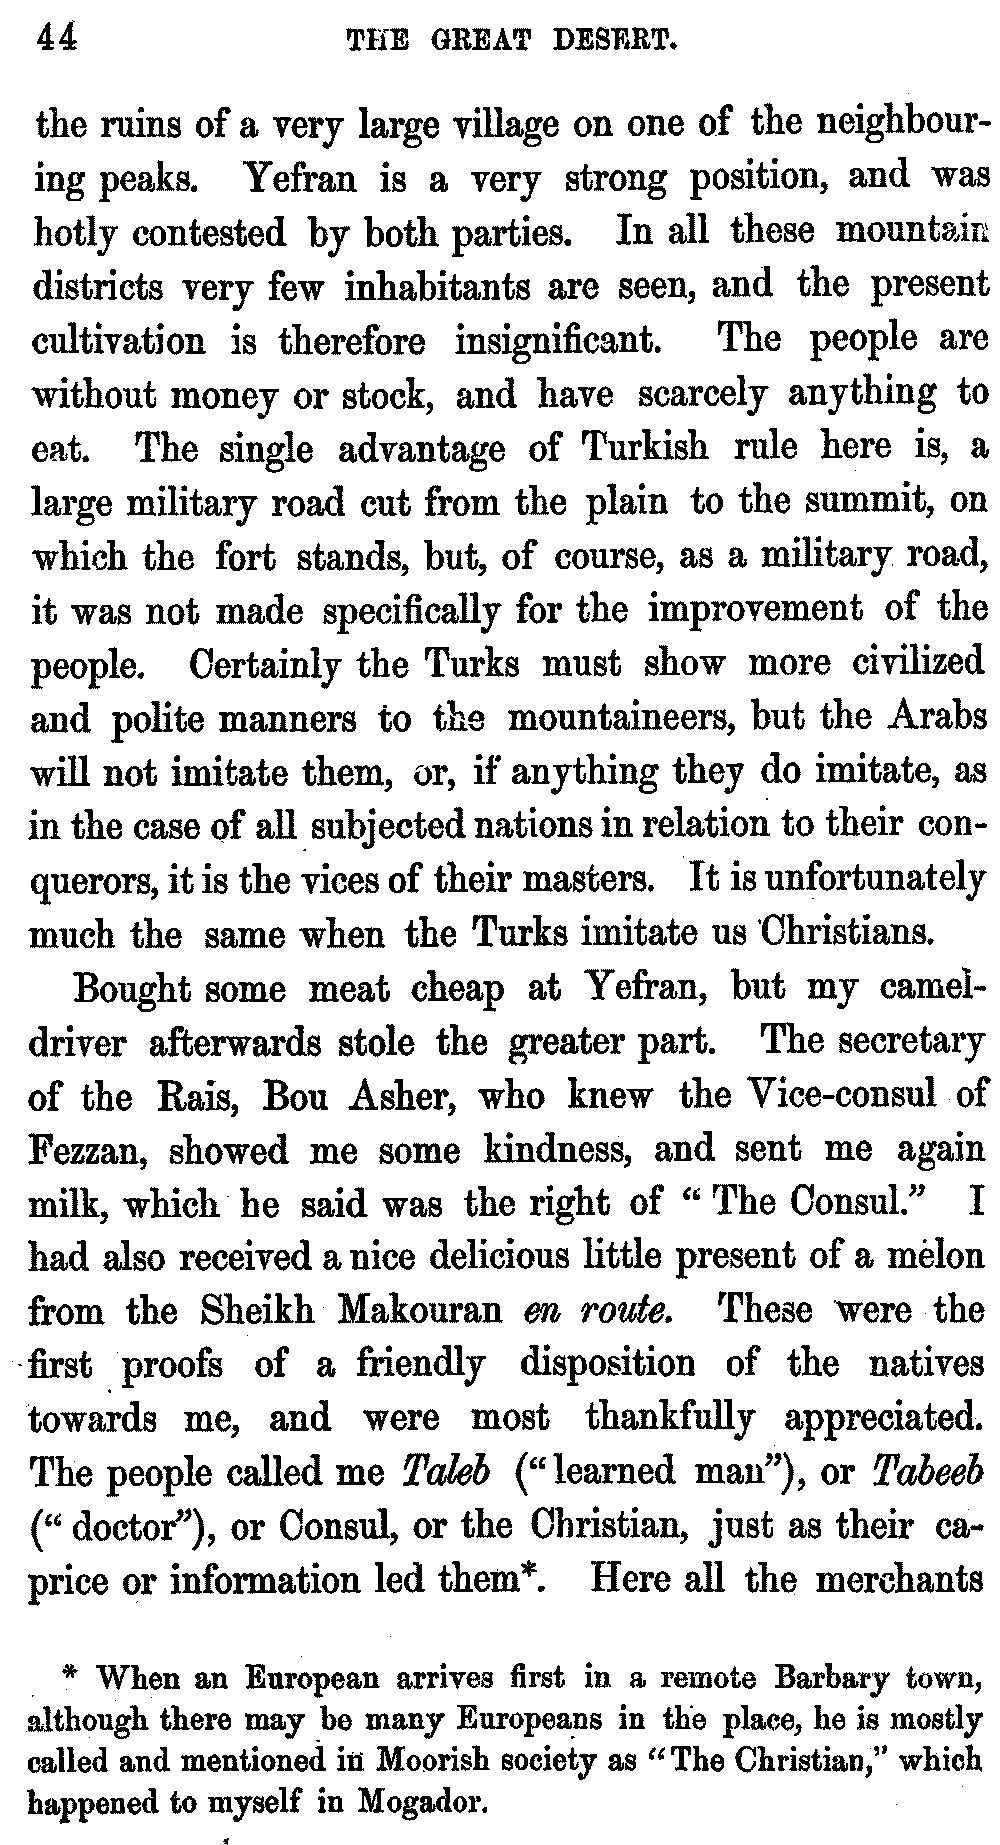 44 THE GREAT DESERT.
the ruins of a very large village on one of the neighbour-
ing peaks. Yefran is a very strong position, and was
hotly contested by both parties. In all these mountain
districts very few inhabitants are seen, and the present
cultivation is therefore insignificant. The people are
without money or stock, and have scarcely anything to
eat. The single advantage of Turkish rule here is, a
large military road cut from the plain to the summit, on
which the fort stands, but, of course, as a military road,
it was not made specifically for the improvement of the
people. Certainly the Turks must show more civilized
and polite manners to the mountaineers, but the Arabs
will not imitate them, or, if anything they do imitate, as
in the case of all subjected nations in relation to their con-
querors, it is the vices of their masters. It is unfortunately
much the same when the Turks imitate us Christians.
Bought some meat cheap at Yefran, but my camel-
driver afterwards stole the greater part. The secretary
of the Rais, Bou Asher, who knew the Vice-consul of
Fezzan, showed me some kindness, and sent me again
milk, which he said was the right of “ The Consul.” I
had also received a nice delicious little present of a melon
from the Sheikh Makouran en route. These were the
first proofs of a friendly disposition of the natives
towards me, and were most thankfully appreciated.
The people called me Taleb (“ learned man”), or Tabeeb
(“ doctor”), or Consul, or the Christian, just as their ca-
price or information led them*. Here all the merchants
* When an European arrives first in a remote Barbary town,
although there may be many Europeans in the place, he is mostly
called and mentioned in Moorish society as “ The Christian,” which
happened to myself in Mogador.